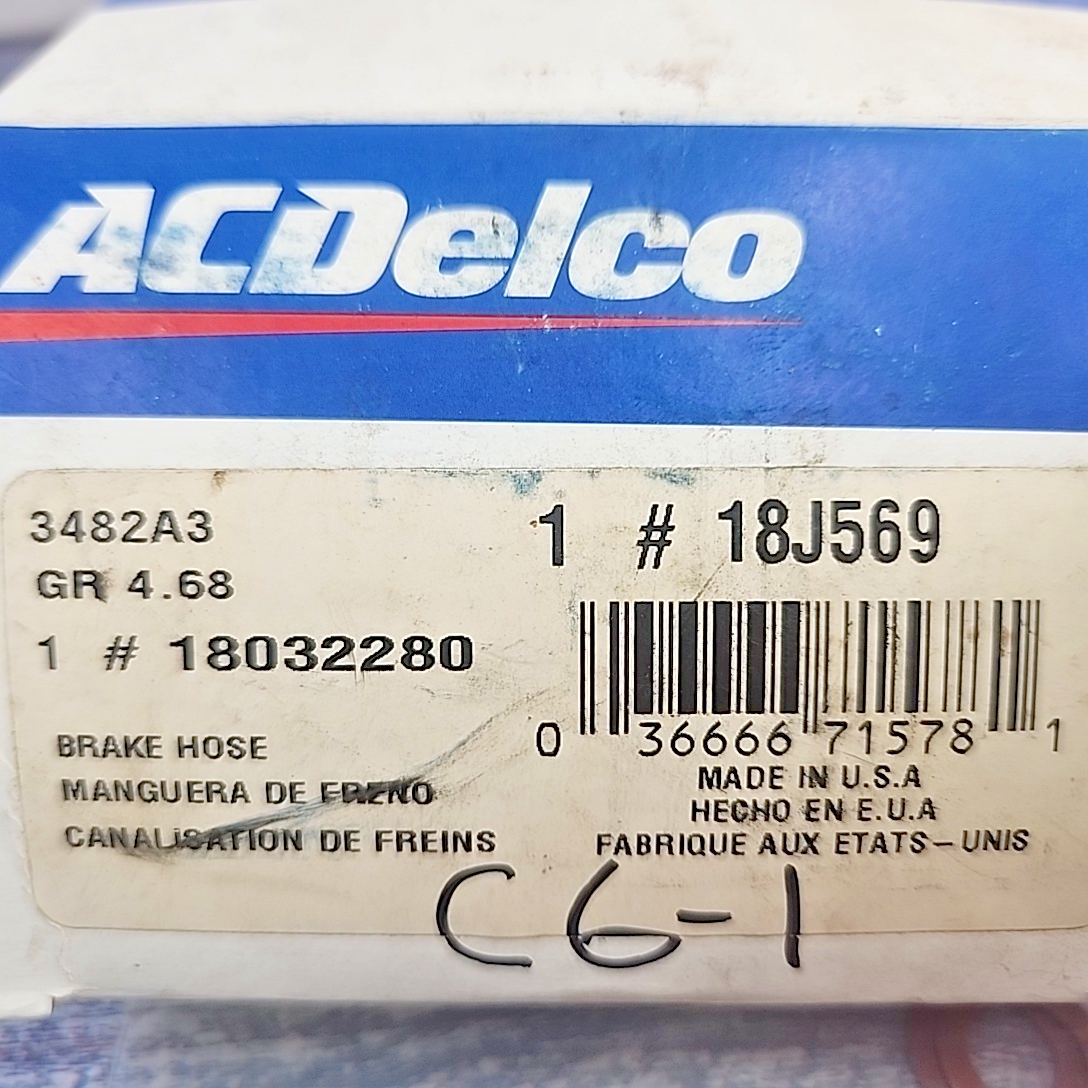 ACDelco
3482A3
GR 4.68
1 # 18032280
1 # 18J569
0 36666 71578 1
BRAKE HOSE
MANGUERA DE FRENO
CANALISATION DE FREINS
MADE IN U.S.A
HECHO EN E.U.A
FABRIQUE AUX ETATS-UNIS
C6-1